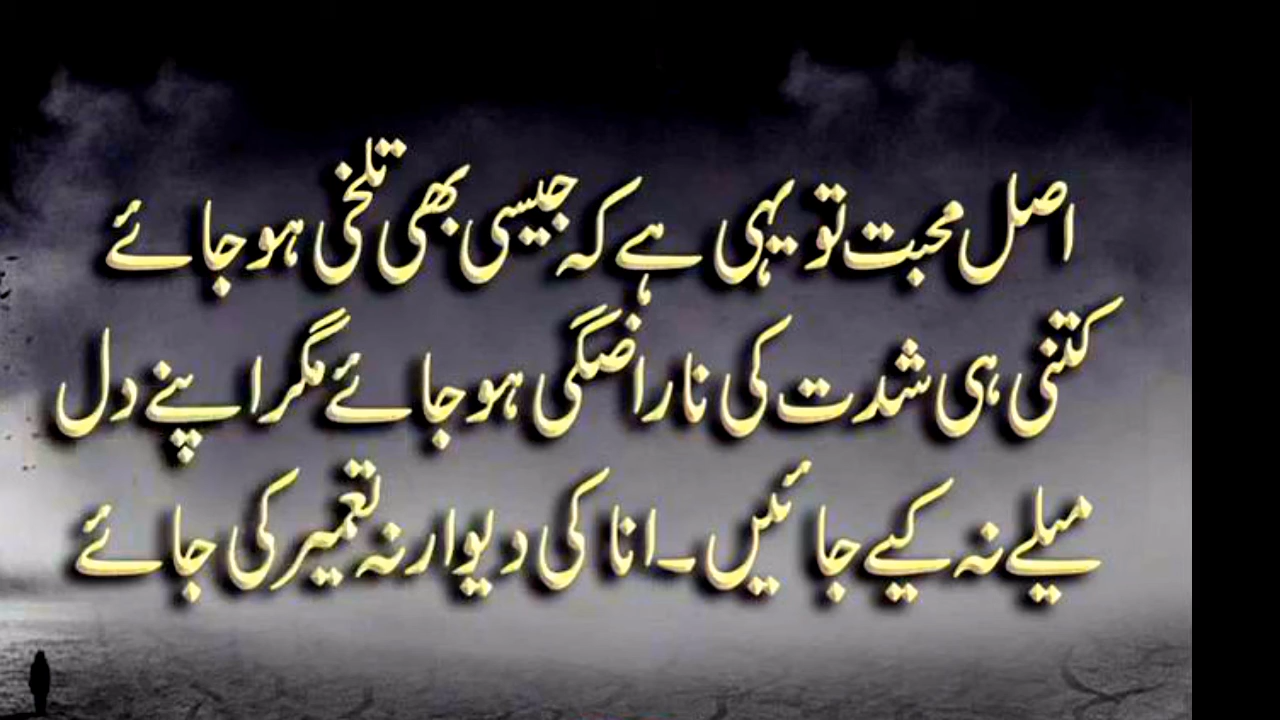 اصل محبت تو یہی ہے کہ جیسی بھی تلخی ہو جائے
کتنی ہی شدت کی ناراضگی ہو جائے مگر اپنے دل
میلے نہ کیے جائیں ۔ انا کی دیوار نہ تعمیر کی جائے